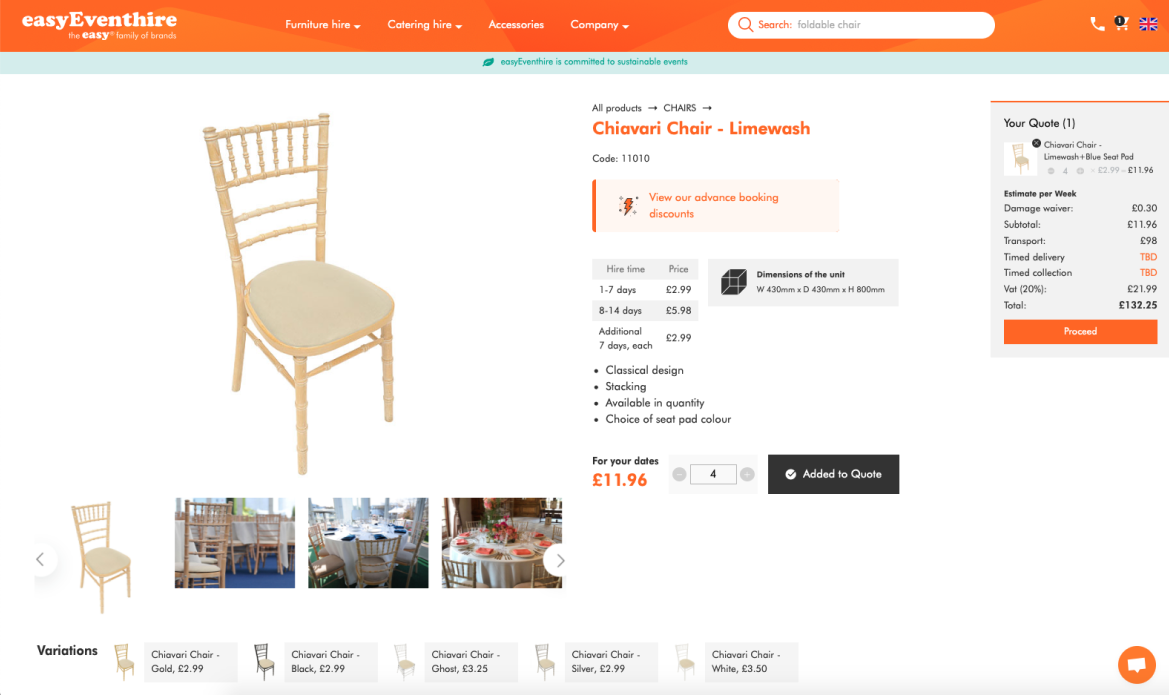 easyEventhire
the easy® family of brands
Furniture hire
Catering hire
Accessories
Company
Search: foldable chair
1
easyEventhire is committed to sustainable events
All products → CHAIRS →
Chiavari Chair - Limewash
Code: 11010
View our advance booking
discounts
Hire time Price
1-7 days £2.99
8-14 days £5.98
Additional
7 days, each £2.99
Dimensions of the unit
W 430mm x D 430mm x H 800mm
• Classical design
• Stacking
• Available in quantity
• Choice of seat pad colour
For your dates
£11.96
- 4 +
Added to Quote
Your Quote (1)
Chiavari Chair -
Limewash+Blue Seat Pad
4 × £2.99 = £11.96
Estimate per Week
Damage waiver: £0.30
Subtotal: £11.96
Transport: £98
Timed delivery TBD
Timed collection TBD
Vat (20%): £21.99
Total: £132.25
Proceed
Variations
Chiavari Chair -
Gold, £2.99
Chiavari Chair -
Black, £2.99
Chiavari Chair -
Ghost, £3.25
Chiavari Chair -
Silver, £2.99
Chiavari Chair -
White, £3.50